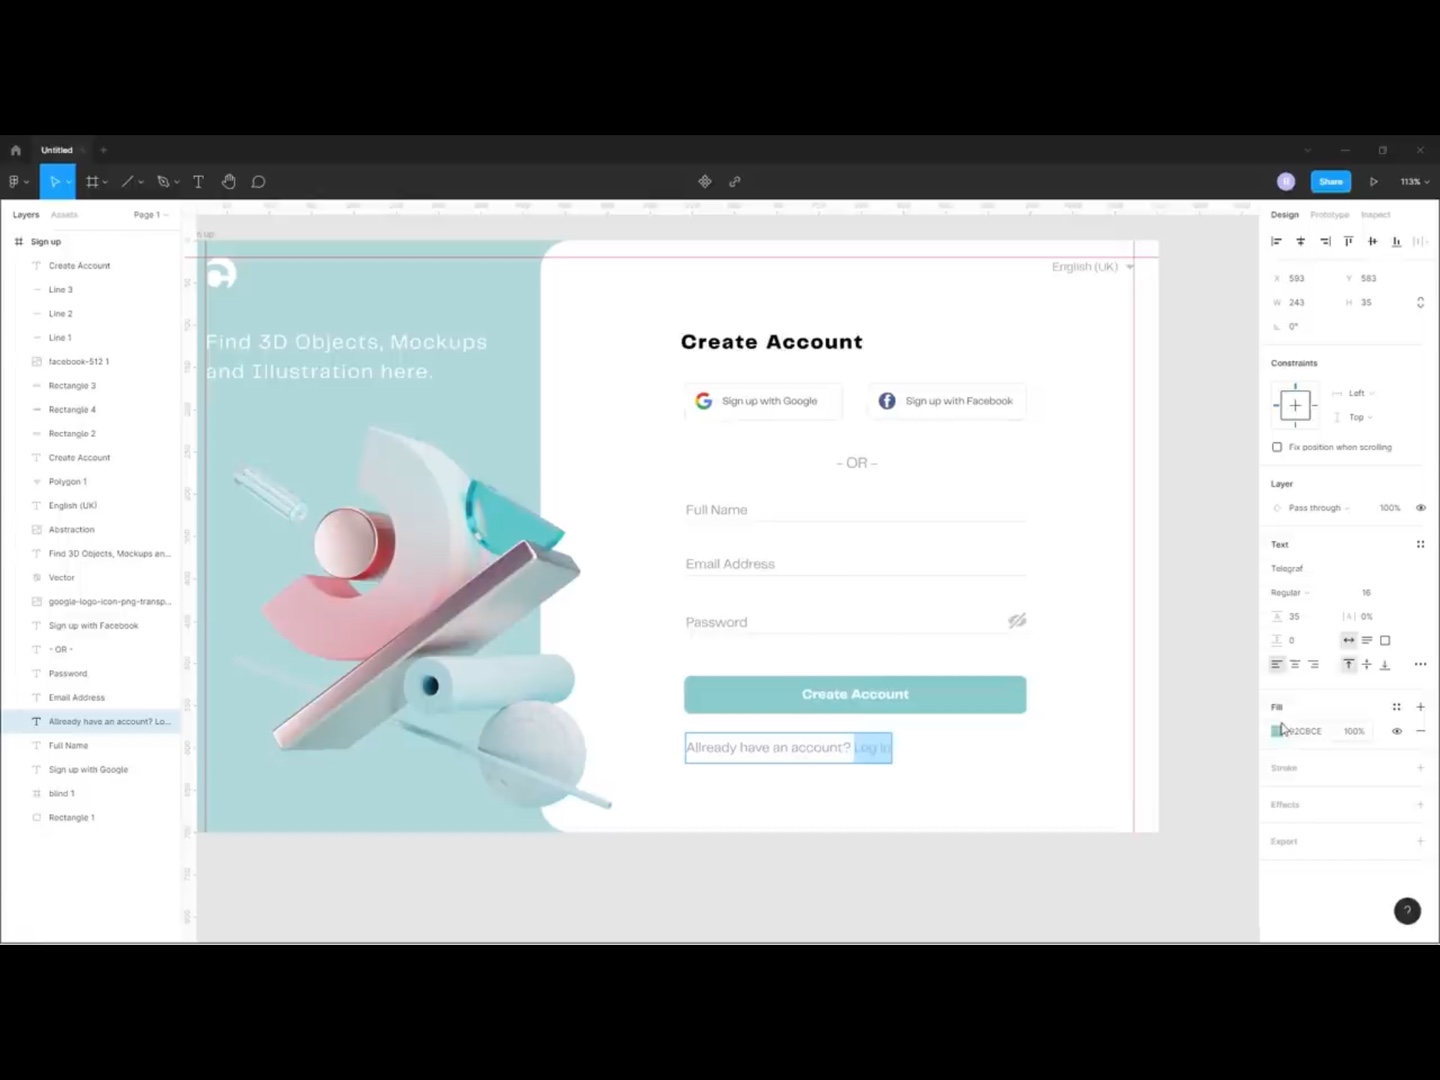 Untitled
Share
113%
Layers
Assets
Page 1
Design
Prototype
Inspect
Sign up
Create Account
Line 3
Line 2
Line 1
facebook-512 1
Rectangle 3
Rectangle 4
Rectangle 2
Create Account
Polygon 1
English (UK)
Abstraction
Find 3D Objects, Mockups an...
Vector
google-logo-icon-png-transp...
Sign up with Facebook
- OR -
Password
Email Address
Allready have an account? Lo...
Full Name
Sign up with Google
blind 1
Rectangle 1
English (UK)
Find 3D Objects, Mockups
and Illustration here.
Create Account
Sign up with Google
Sign up with Facebook
- OR -
Full Name
Email Address
Password
Create Account
Allready have an account? Log in
X 593
Y 583
W 243
H 35
0°
Constraints
Left
Top
Fix position when scrolling
Layer
Pass through
100%
Text
Telegraf
Regular
16
35
0%
0
Fill
92CBCE
100%
Stroke
Effects
Export
?